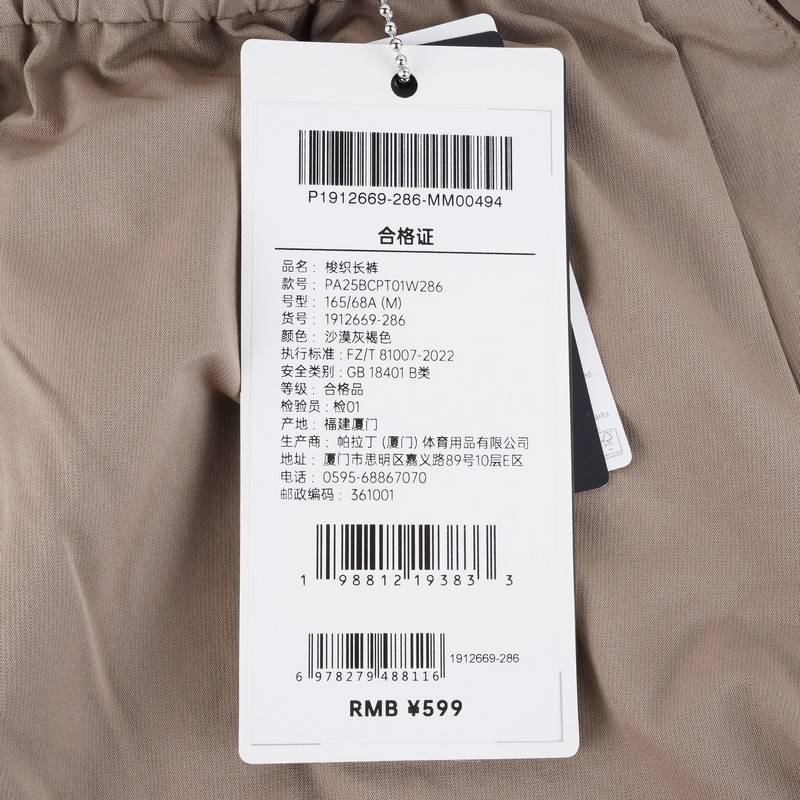 P1912669-286-MM00494
合格证
品名： 梭织长裤
款号： PA25BCPT01W286
号型： 165/68A (M)
货号： 1912669-286
颜色： 沙漠灰褐色
执行标准：FZ/T 81007-2022
安全类别：GB 18401 B类
等级：合格品
检验员：检01
产地： 福建厦门
生产商： 帕拉丁 (厦门) 体育用品有限公司
地址： 厦门市思明区嘉义路89号10层E区
电话： 0595-68867070
邮政编码： 361001
1 98812 19383 3
1912669-286
6 978279 488116
RMB ¥599